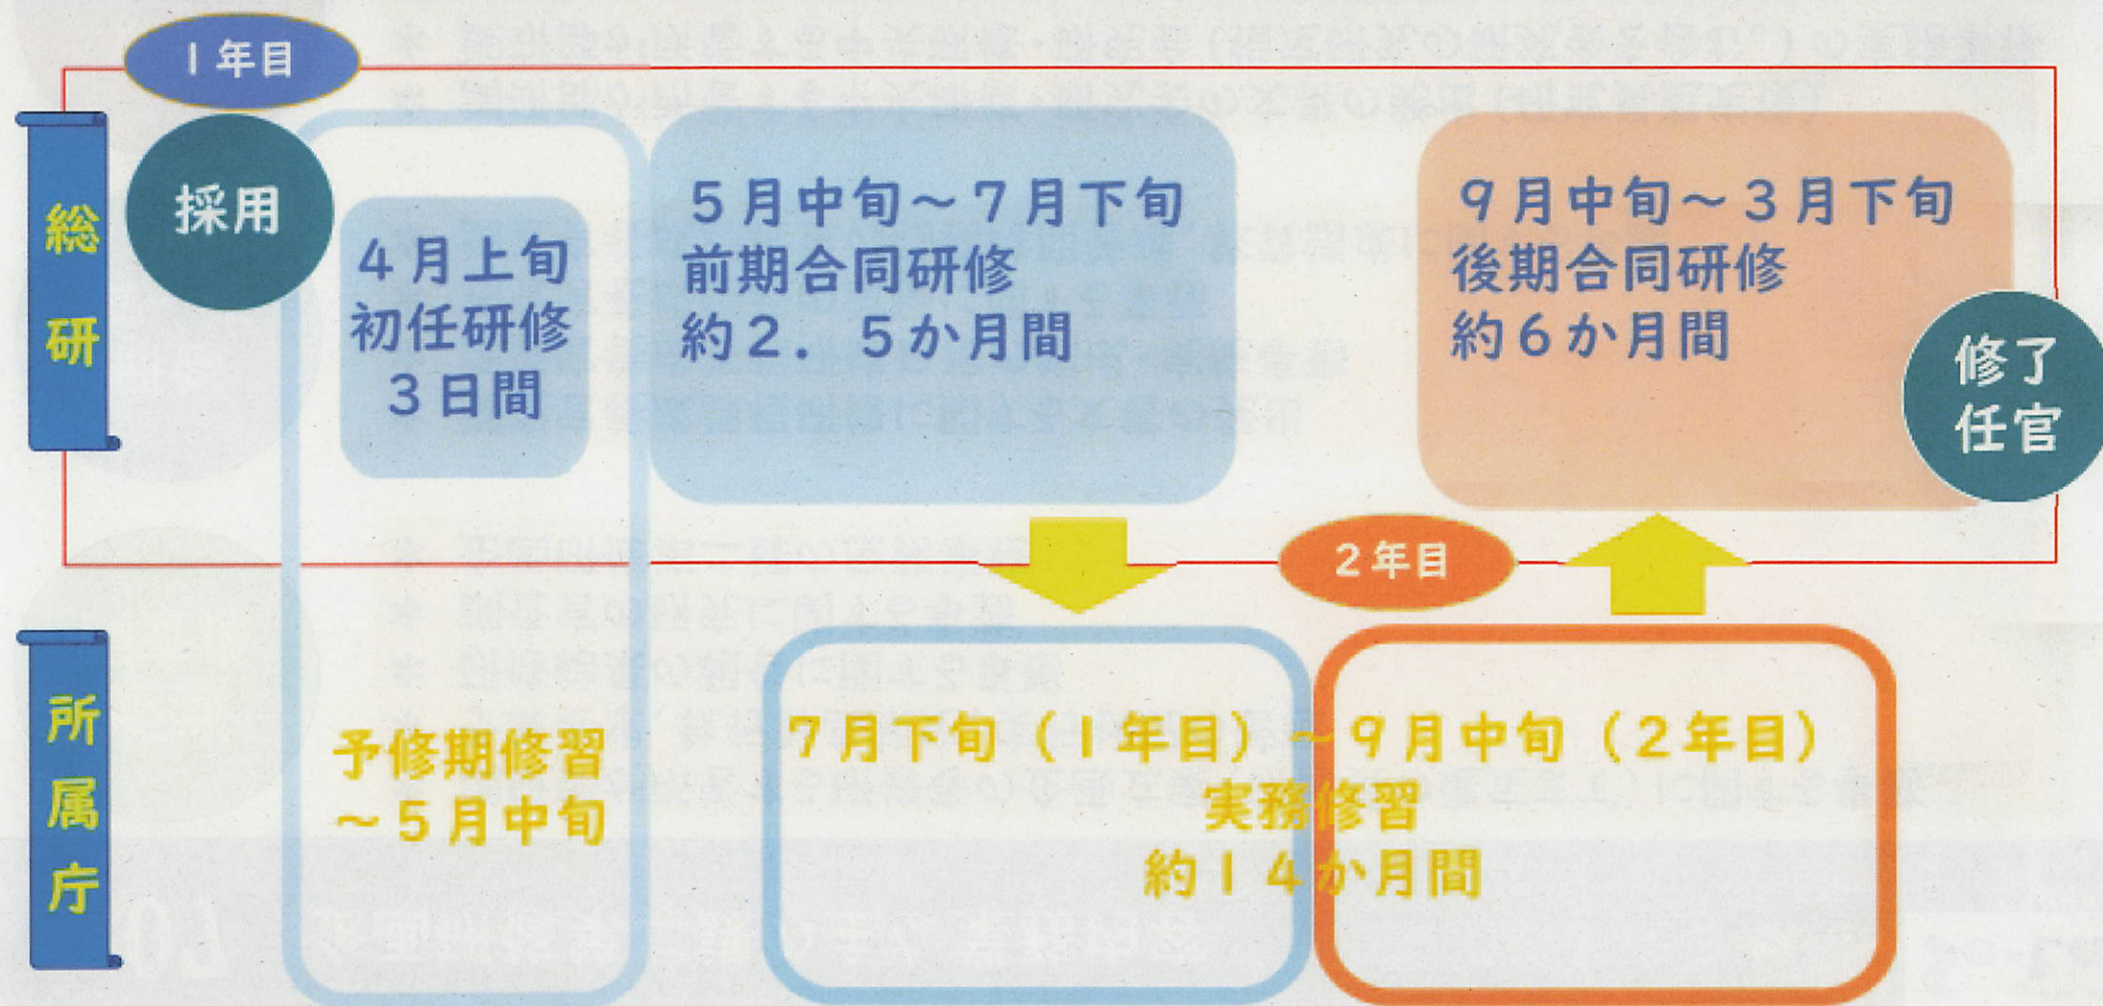 1年目
総研
採用
4月上旬
初任研修
3日間
5月中旬~7月下旬
前期合同研修
約2.5か月間
9月中旬~3月下旬
後期合同研修
約6か月間
修了
任官
2年目
所属庁
予修期修習
~5月中旬
7月下旬(1年目)~9月中旬(2年目)
実務修習
約14か月間